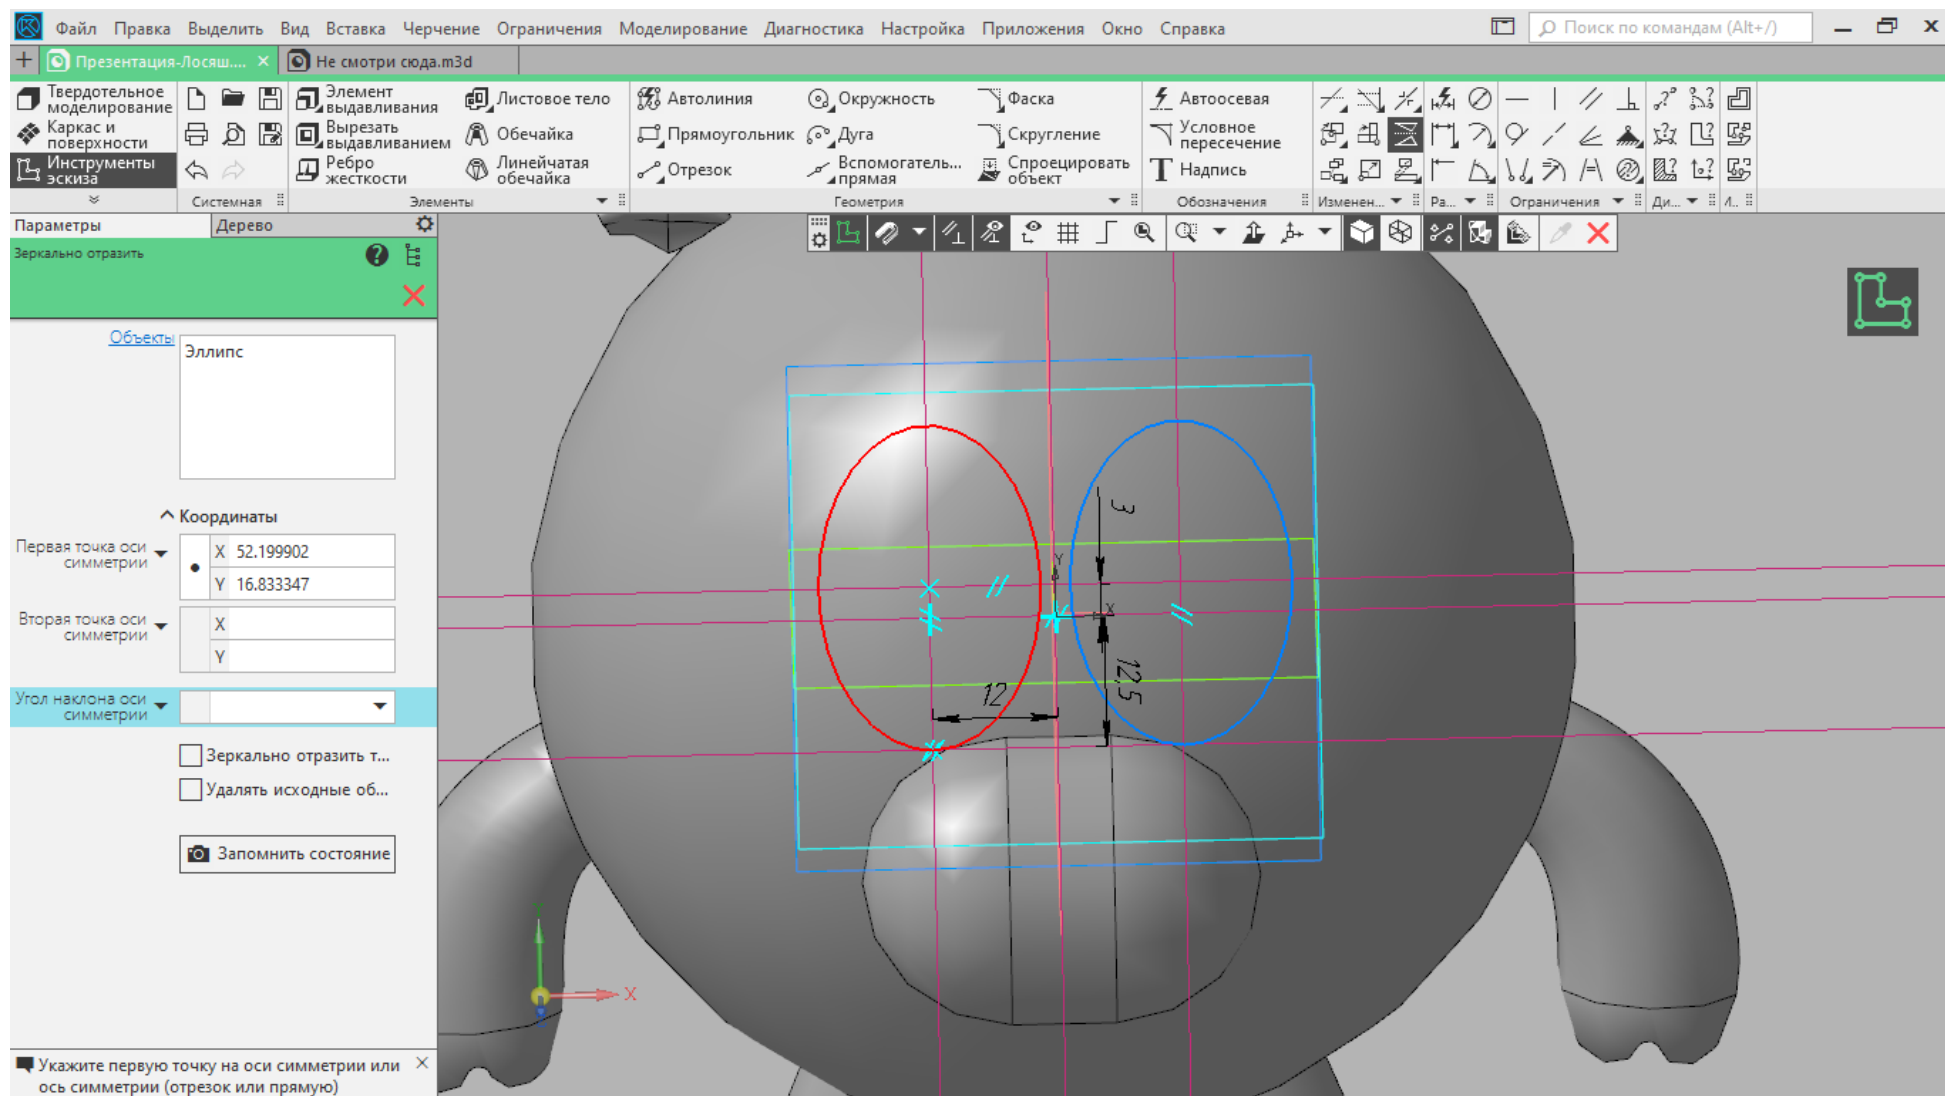 Файл Правка Выделить Вид Вставка Черчение Ограничения Моделирование Диагностика Настройка Приложения Окно Справка Поиск по командам (Alt+/)
Презентация-Лосяш.... Не смотри сюда.m3d
Твердотельное моделирование
Каркас и поверхности
Инструменты эскиза
Системная
Элемент выдавливания
Вырезать выдавливанием
Ребро жесткости
Листовое тело
Обечайка
Линейчатая обечайка
Элементы
Автолиния
Прямоугольник
Отрезок
Окружность
Дуга
Вспомогатель... прямая
Фаска
Скругление
Спроецировать объект
Геометрия
Автоосевая
Условное пересечение
Надпись
Обозначения
Изменен... Ра... Ограничения Ди... И..
Параметры Дерево
Зеркально отразить
Объекты
Эллипс
Координаты
Первая точка оси симметрии
X 52.199902
Y 16.833347
Вторая точка оси симметрии
X
Y
Угол наклона оси симметрии
Зеркально отразить т...
Удалять исходные об...
Запомнить состояние
Укажите первую точку на оси симметрии или
ось симметрии (отрезок или прямую)
3
Y
X
12,5
12
Y
X